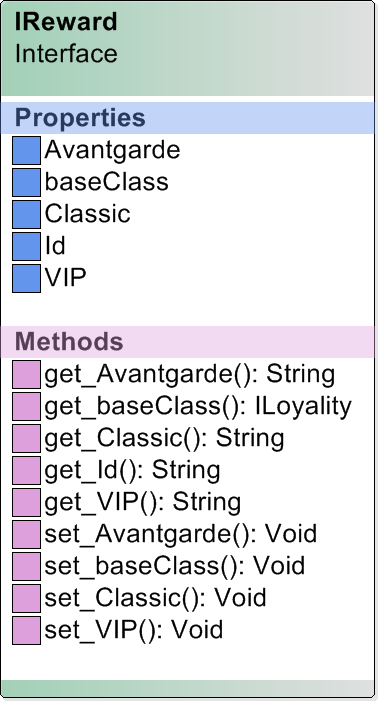 IReward
Interface
Properties
Avantgarde
baseClass
Classic
Id
VIP
Methods
get_Avantgarde(): String
get_baseClass(): ILoyality
get_Classic(): String
get_Id(): String
get_VIP(): String
set_Avantgarde(): Void
set_baseClass(): Void
set_Classic(): Void
set_VIP(): Void